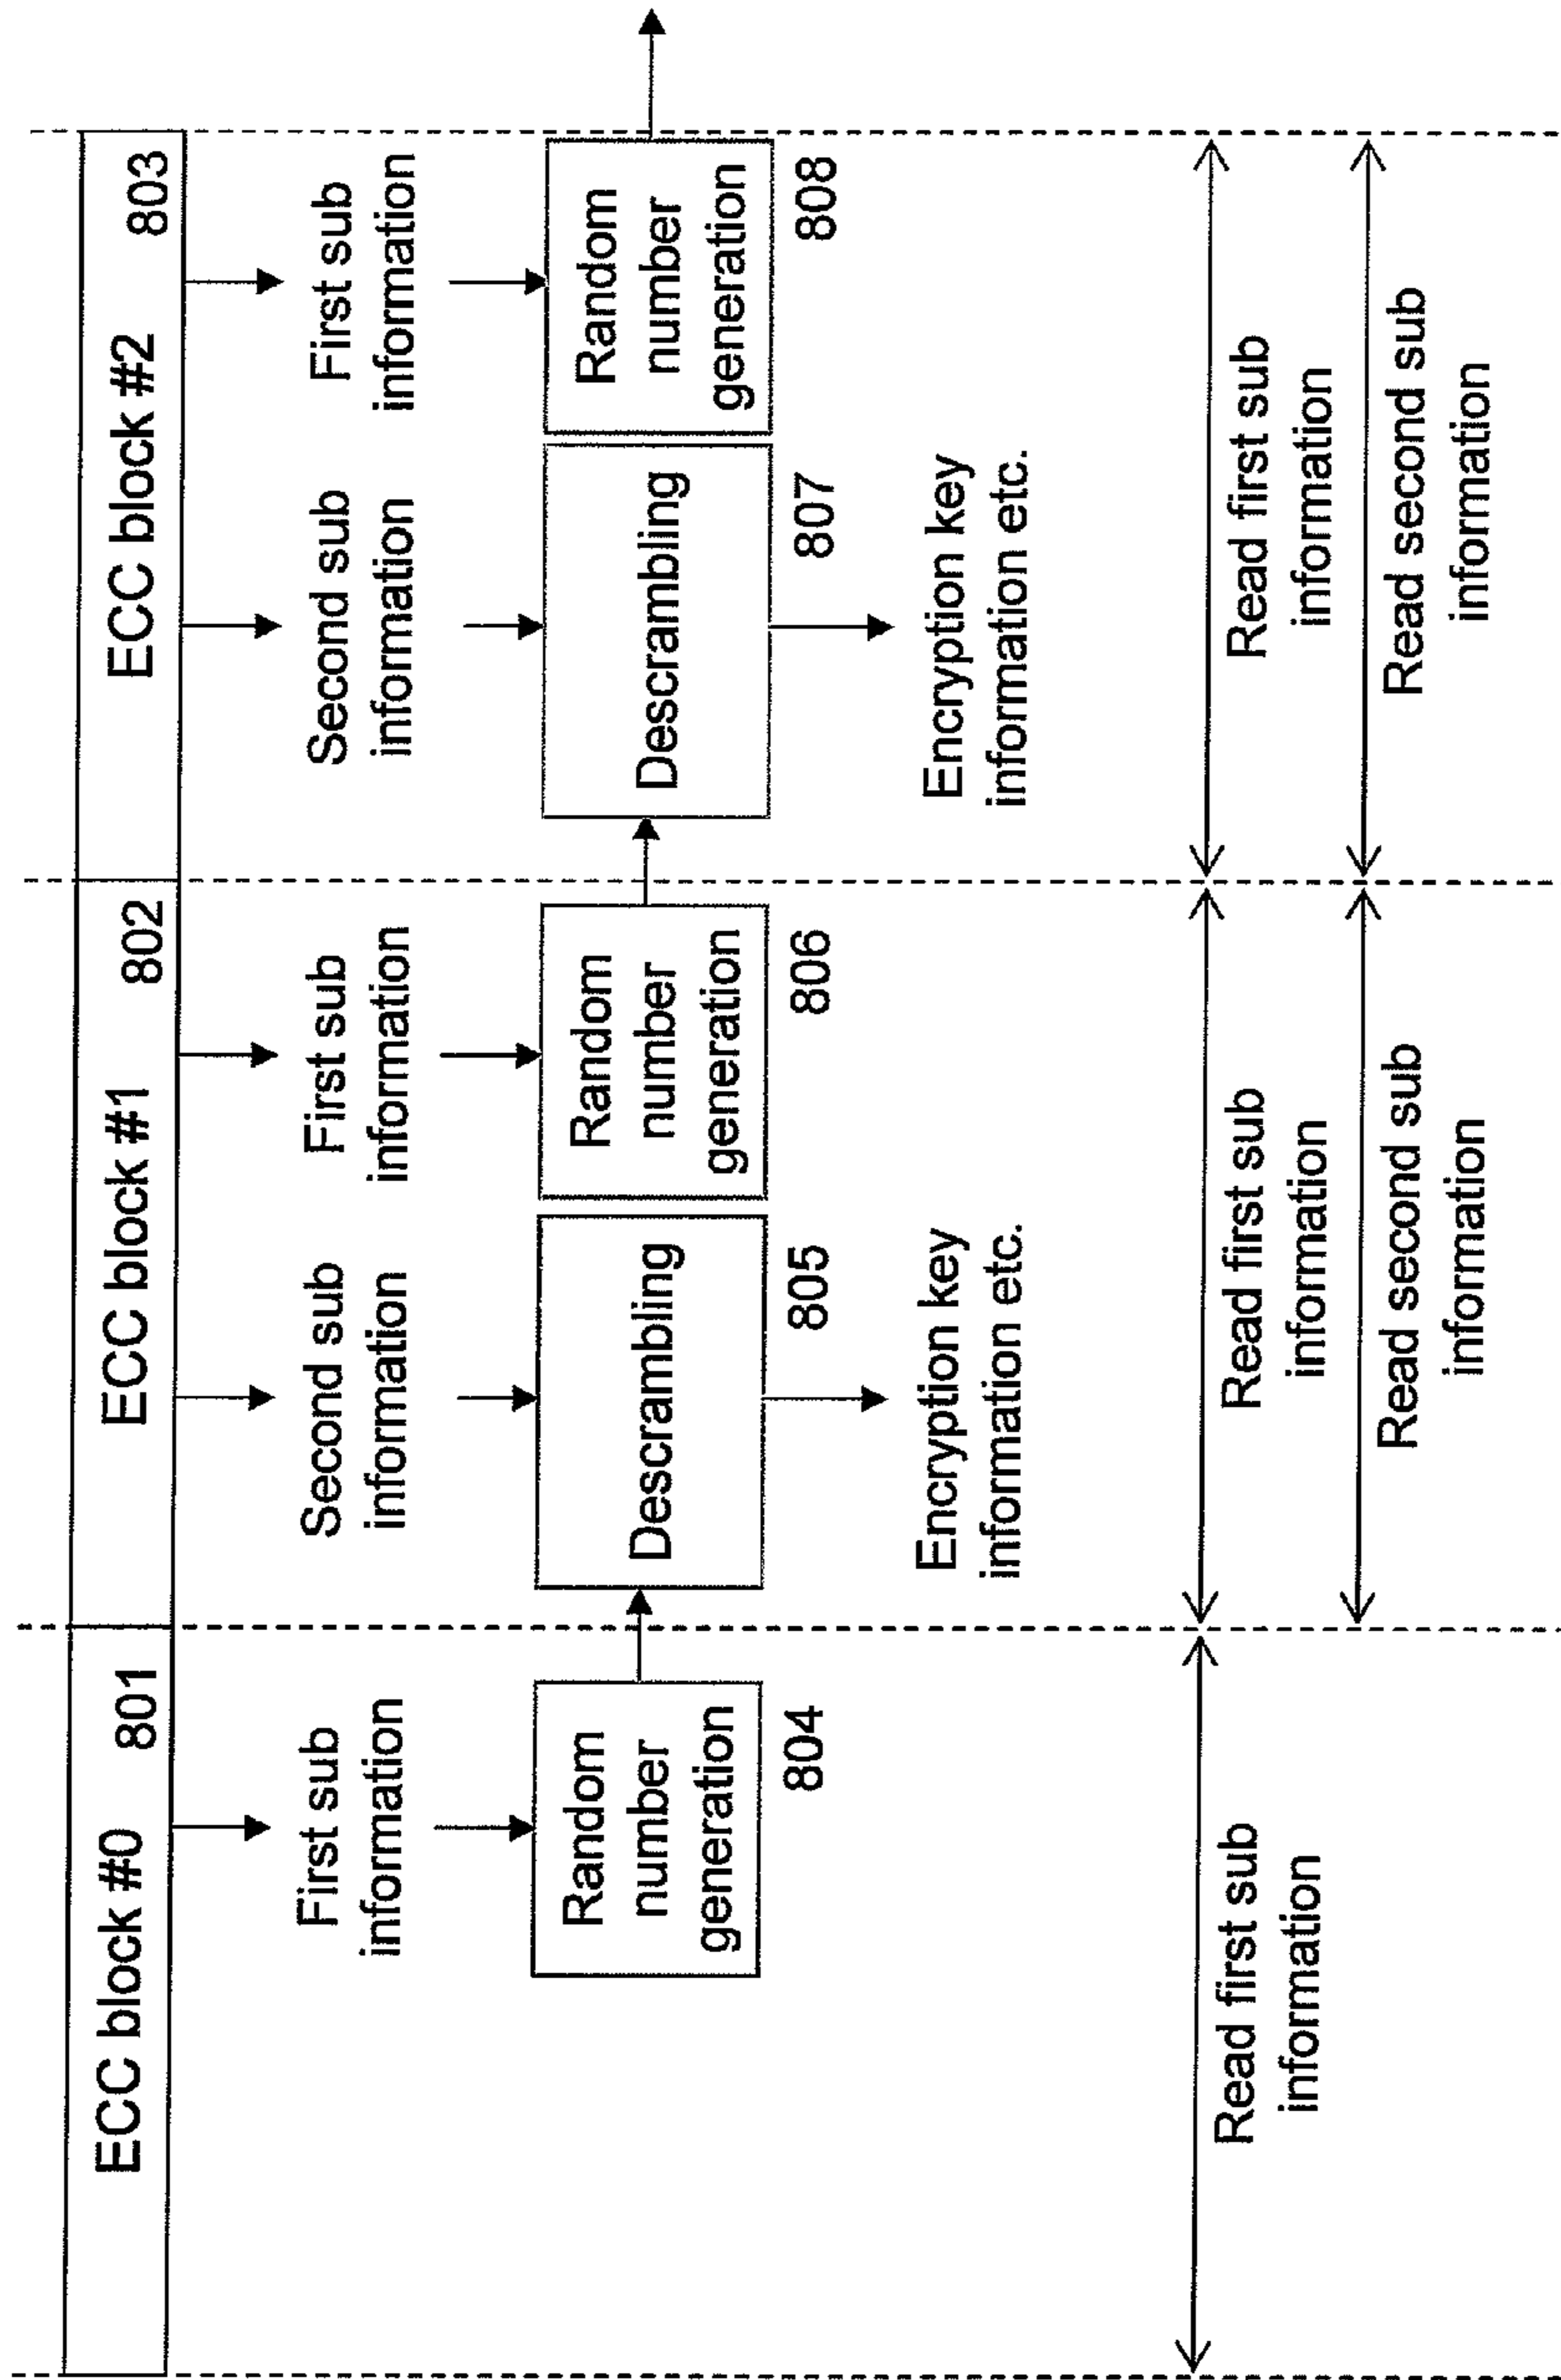 ECC block #0 801
ECC block #1 802
ECC block #2 803
First sub
information
Second sub
information
First sub
information
Second sub
information
First sub
information
Random
number
generation
804
Descrambling
805
Random
number
generation
806
Descrambling
807
Random
number
generation
808
Encryption key
information etc.
Encryption key
information etc.
Read first sub
information
Read first sub
information
Read first sub
information
Read second sub
information
Read second sub
information